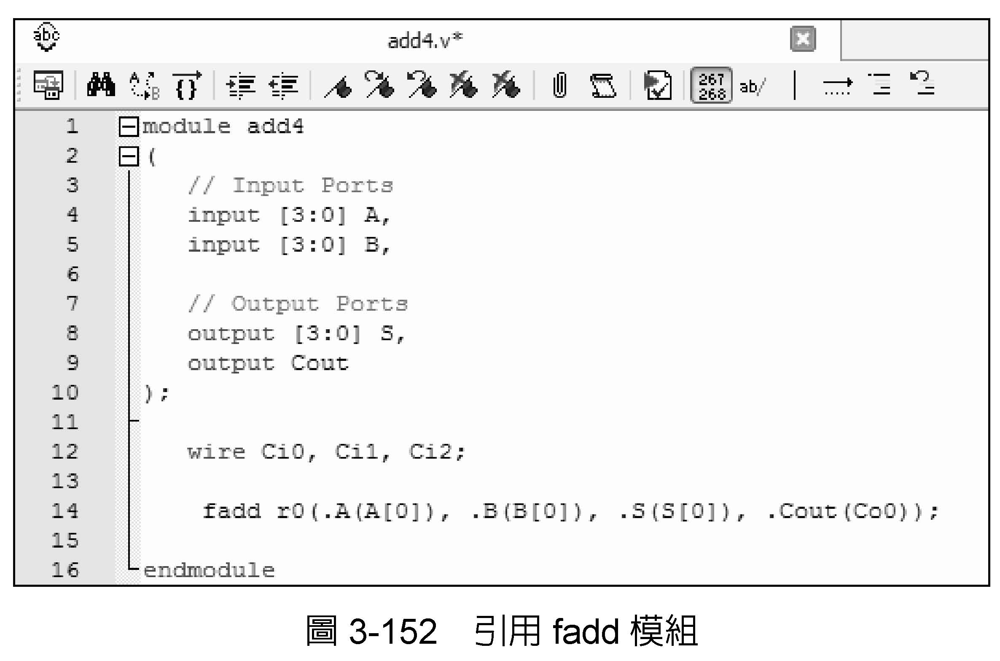 abc
add4.v*
A
B
{}
267
268
ab/
1 module add4
2 (
3 // Input Ports
4 input [3:0] A,
5 input [3:0] B,
6
7 // Output Ports
8 output [3:0] S,
9 output Cout
10 );
11
12 wire Ci0, Ci1, Ci2;
13
14 fadd r0(.A(A[0]), .B(B[0]), .S(S[0]), .Cout(Co0));
15
16 endmodule
圖 3-152 引用 fadd 模組